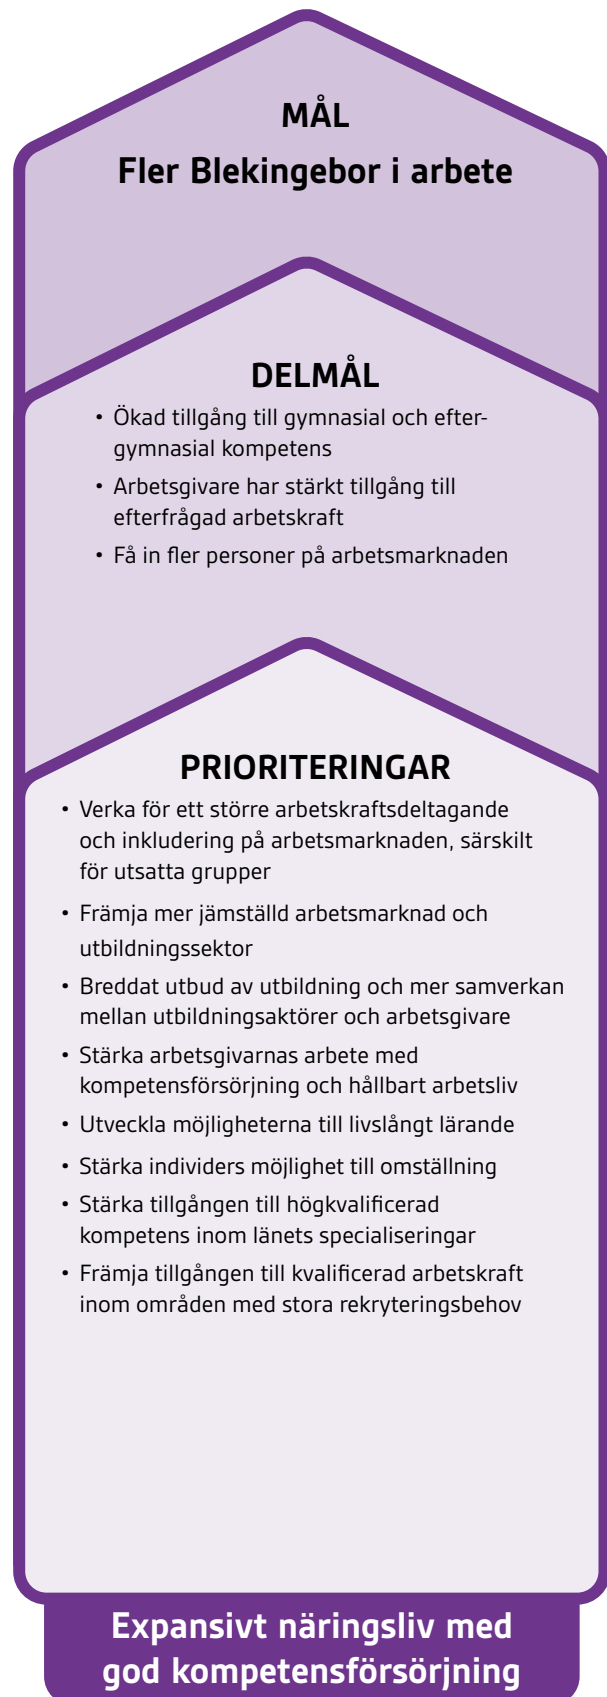 MÅL
Fler Blekingebor i arbete
DELMÅL
• Ökad tillgång till gymnasial och efter-
gymnasial kompetens
• Arbetsgivare har stärkt tillgång till
efterfrågad arbetskraft
• Få in fler personer på arbetsmarknaden
PRIORITERINGAR
• Verka för ett större arbetskraftsdeltagande
och inkludering på arbetsmarknaden, särskilt
för utsatta grupper
• Främja mer jämställd arbetsmarknad och
utbildningssektor
• Breddat utbud av utbildning och mer samverkan
mellan utbildningsaktörer och arbetsgivare
• Stärka arbetsgivarnas arbete med
kompetensförsörjning och hållbart arbetsliv
• Utveckla möjligheterna till livslångt lärande
• Stärka individers möjlighet till omställning
• Stärka tillgången till högkvalificerad
kompetens inom länets specialiseringar
• Främja tillgången till kvalificerad arbetskraft
inom områden med stora rekryteringsbehov
Expansivt näringsliv med
god kompetensförsörjning